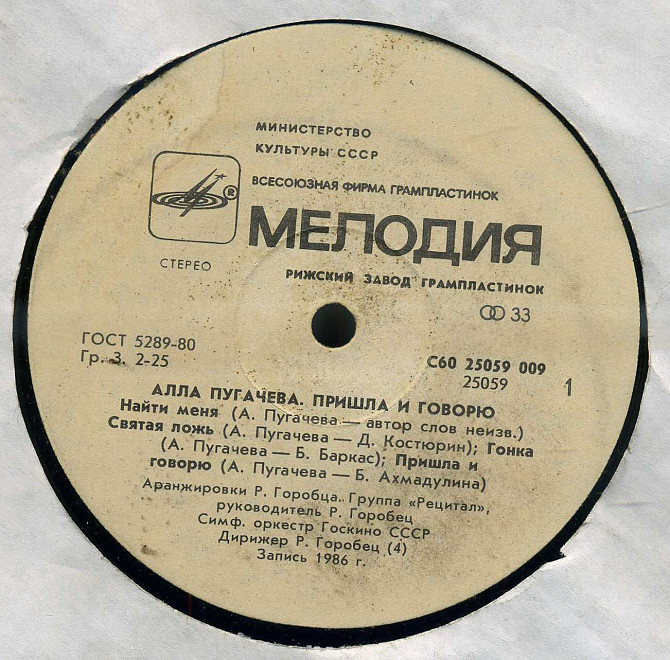 МИНИСТЕРСТВО
КУЛЬТУРЫ СССР
ВСЕСОЮЗНАЯ ФИРМА ГРАМПЛАСТИНОК
®
МЕЛОДИЯ
СТЕРЕО
РИЖСКИЙ ЗАВОД ГРАМПЛАСТИНОК
33
ГОСТ 5289-80
Гр. 3. 2-25
С60 25059 009
25059
1
АЛЛА ПУГАЧЕВА. ПРИШЛА И ГОВОРЮ
Найти меня (А. Пугачева — автор слов неизв.)
Святая ложь (А. Пугачева — Д. Костюрин); Гонка
(А. Пугачева — Б. Баркас); Пришла и
говорю (А. Пугачева — Б. Ахмадулина)
Аранжировки Р. Горобца. Группа «Рецитал»,
руководитель Р. Горобец
Симф. оркестр Госкино СССР
Дирижер Р. Горобец (4)
Запись 1986 г.